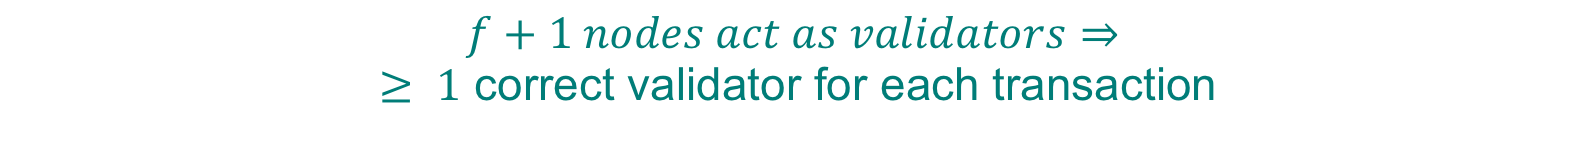 f + 1 nodes act as validators ⇒
≥ 1 correct validator for each transaction